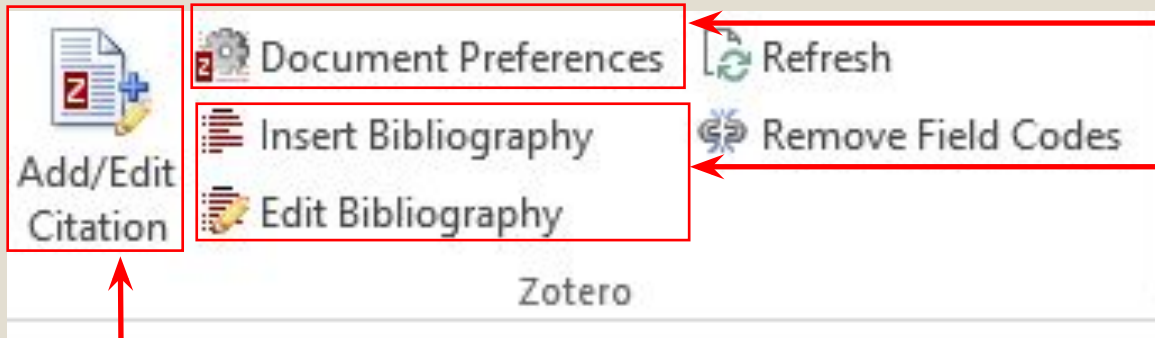 Add/Edit
Citation
Z
Z Document Preferences
Insert Bibliography
Edit Bibliography
Refresh
Remove Field Codes
Zotero